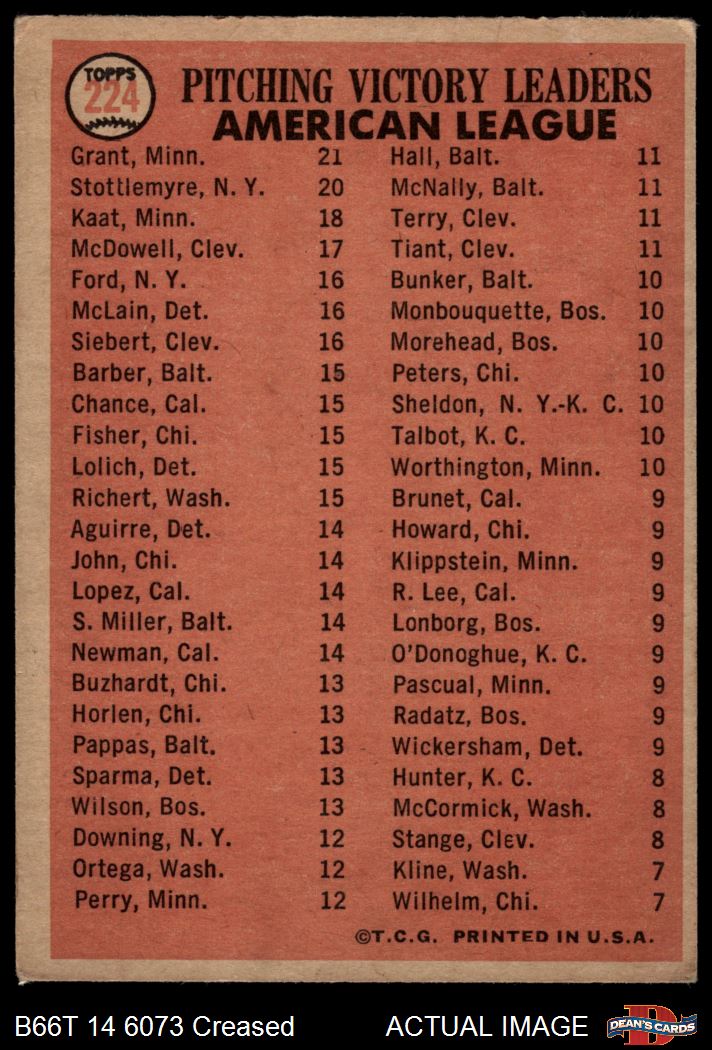 TOPPS
224
PITCHING VICTORY LEADERS
AMERICAN LEAGUE
Grant, Minn. 21
Stottlemyre, N. Y. 20
Kaat, Minn. 18
McDowell, Clev. 17
Ford, N. Y. 16
McLain, Det. 16
Siebert, Clev. 16
Barber, Balt. 15
Chance, Cal. 15
Fisher, Chi. 15
Lolich, Det. 15
Richert, Wash. 15
Aguirre, Det. 14
John, Chi. 14
Lopez, Cal. 14
S. Miller, Balt. 14
Newman, Cal. 14
Buzhardt, Chi. 13
Horlen, Chi. 13
Pappas, Balt. 13
Sparma, Det. 13
Wilson, Bos. 13
Downing, N. Y. 12
Ortega, Wash. 12
Perry, Minn. 12
Hall, Balt. 11
McNally, Balt. 11
Terry, Clev. 11
Tiant, Clev. 11
Bunker, Balt. 10
Monbouquette, Bos. 10
Morehead, Bos. 10
Peters, Chi. 10
Sheldon, N. Y.-K. C. 10
Talbot, K. C. 10
Worthington, Minn. 10
Brunet, Cal. 9
Howard, Chi. 9
Klippstein, Minn. 9
R. Lee, Cal. 9
Lonborg, Bos. 9
O'Donoghue, K. C. 9
Pascual, Minn. 9
Radatz, Bos. 9
Wickersham, Det. 9
Hunter, K. C. 8
McCormick, Wash. 8
Stange, Clev. 8
Kline, Wash. 7
Wilhelm, Chi. 7
©T.C.G. PRINTED IN U.S.A.
B66T 14 6073 Creased ACTUAL IMAGE
D
DEAN'S CARDS